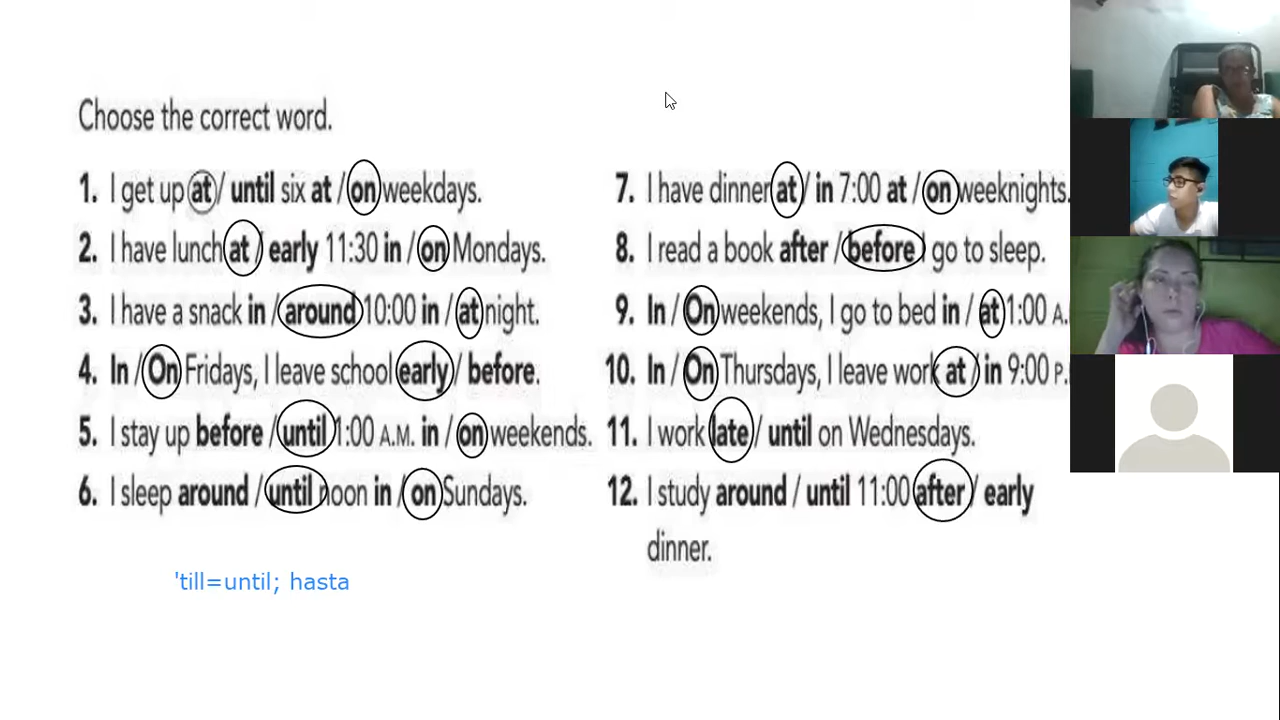 Choose the correct word.
1. I get up at / until six at / on weekdays.
2. I have lunch at / early 11:30 in / on Mondays.
3. I have a snack in / around 10:00 in / at night.
4. In / On Fridays, I leave school early / before.
5. I stay up before / until 1:00 A.M. in / on weekends.
6. I sleep around / until noon in / on Sundays.
'till=until; hasta
7. I have dinner at / in 7:00 at / on weeknights.
8. I read a book after / before I go to sleep.
9. In / On weekends, I go to bed in / at 1:00 A.
10. In / On Thursdays, I leave work at / in 9:00 P.
11. I work late / until on Wednesdays.
12. I study around / until 11:00 after / early
dinner.